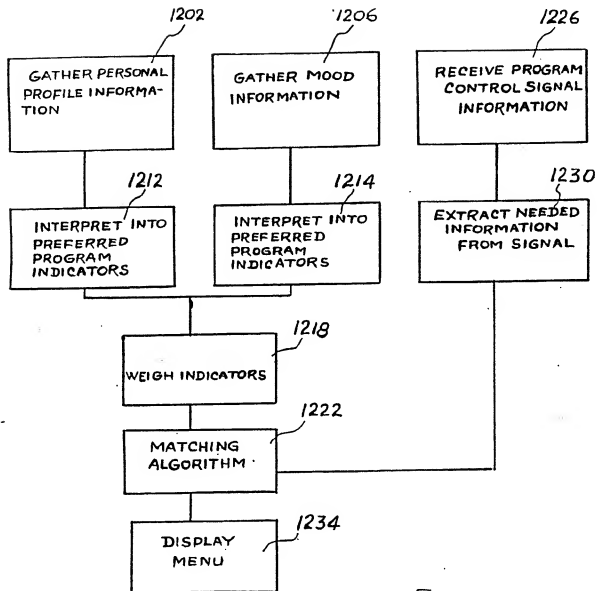 1202
1206
1226
GATHER PERSONAL
PROFILE INFORMA-
TION
GATHER MOOD
INFORMATION
RECEIVE PROGRAM
CONTROL SIGNAL
INFORMATION
1212
1214
1230
INTERPRET INTO
PREFERRED
PROGRAM
INDICATORS
INTERPRET INTO
PREFERRED
PROGRAM
INDICATORS
EXTRACT NEEDED
INFORMATION
FROM SIGNAL
1218
WEIGH INDICATORS
1222
MATCHING
ALGORITHM
1234
DISPLAY
MENU